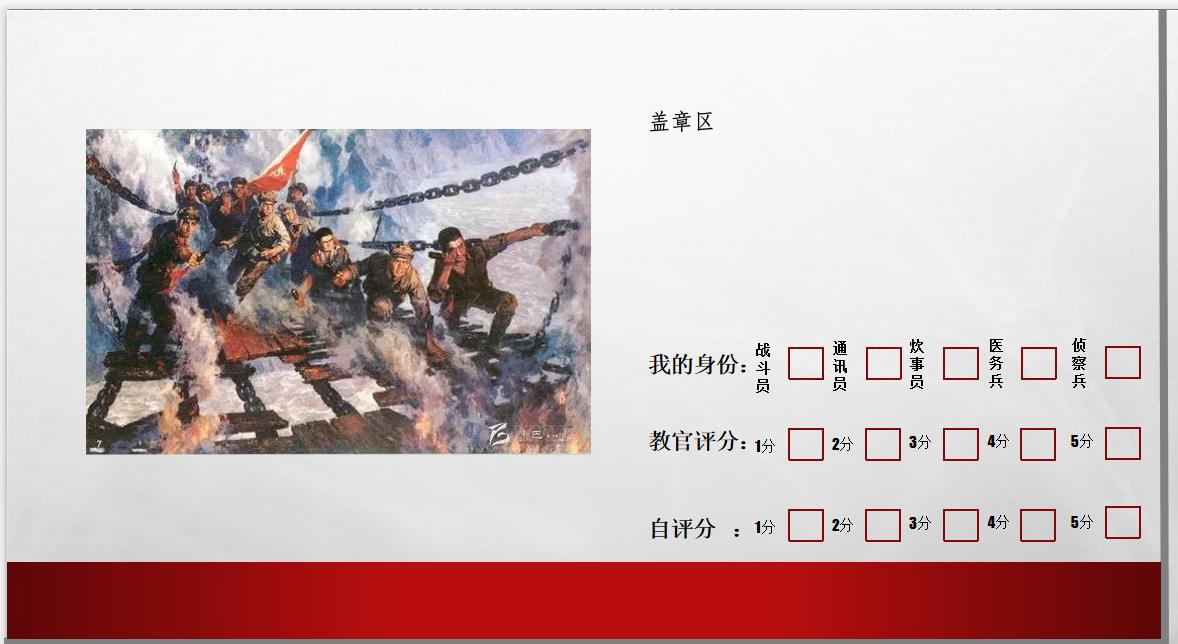 盖章区
我的身份: 战斗员 通讯员 炊事员 医务兵 侦察兵
教官评分: 1分 2分 3分 4分 5分
自评分 : 1分 2分 3分 4分 5分
7